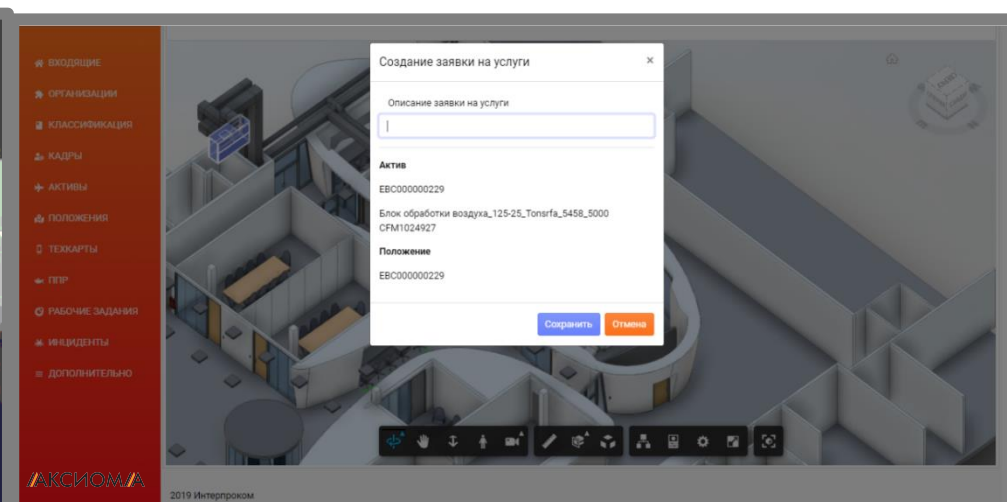 ВХОДЯЩИЕ
ОРГАНИЗАЦИИ
КЛАССИФИКАЦИЯ
КАДРЫ
АКТИВЫ
ПОЛОЖЕНИЯ
ТЕХКАРТЫ
ППР
РАБОЧИЕ ЗАДАНИЯ
ИНЦИДЕНТЫ
ДОПОЛНИТЕЛЬНО
АКСИОМА
Создание заявки на услуги ×
Описание заявки на услуги
Актив
EBC000000229
Блок обработки воздуха_125-25_Tonsrfa_5458_5000
CFM1024927
Положение
EBC000000229
Сохранить Отмена
2019 Интерпроком